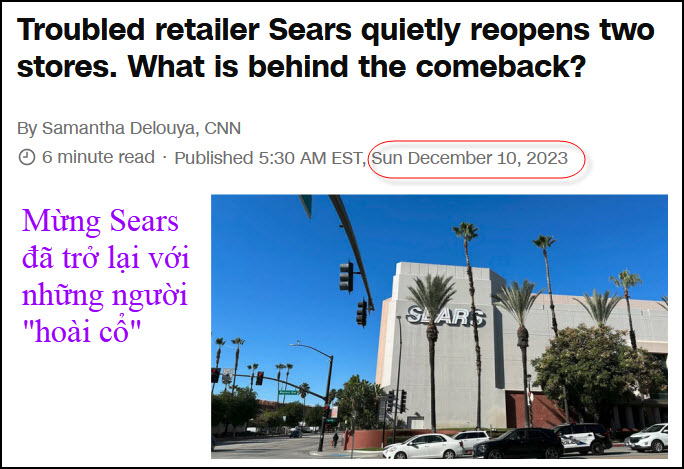 Troubled retailer Sears quietly reopens two
stores. What is behind the comeback?
By Samantha Delouya, CNN
6 minute read · Published 5:30 AM EST, Sun December 10, 2023
Mừng Sears
đã trở lại với
những người
"hoài cổ"
SEARS